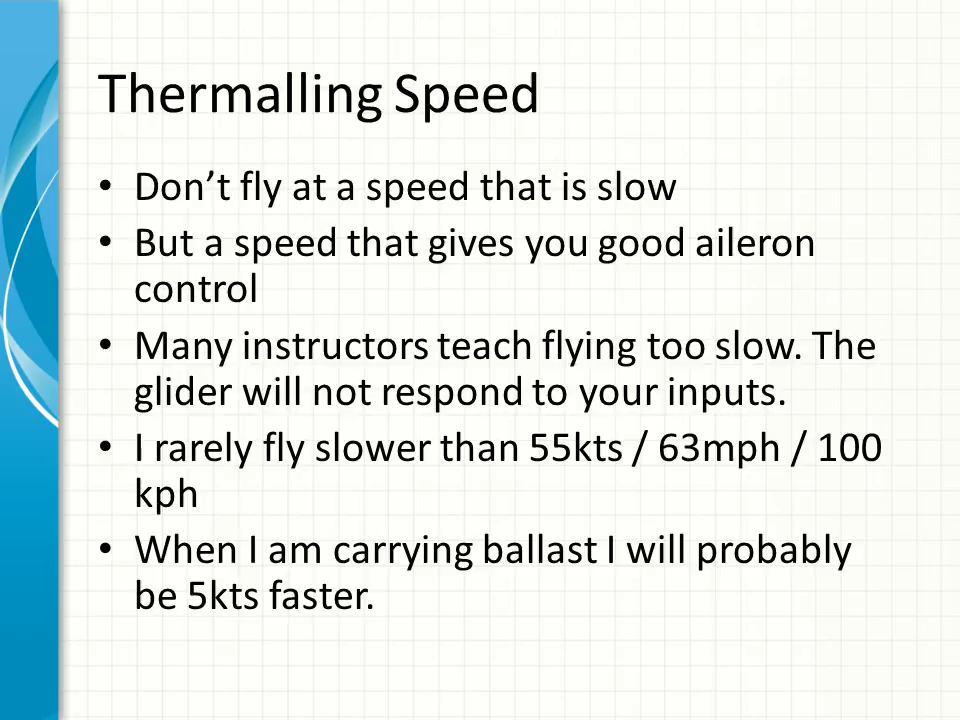 Thermalling Speed
• Don’t fly at a speed that is slow
• But a speed that gives you good aileron
control
• Many instructors teach flying too slow. The
glider will not respond to your inputs.
• I rarely fly slower than 55kts / 63mph / 100
kph
• When I am carrying ballast I will probably
be 5kts faster.